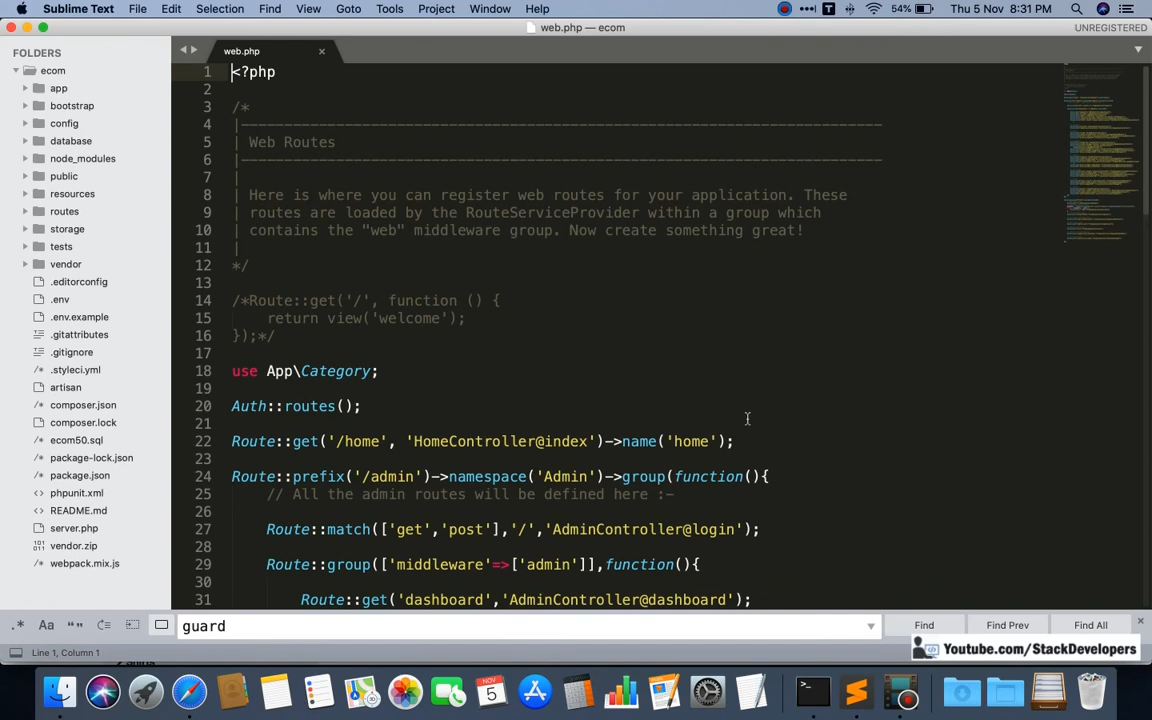 Sublime Text File Edit Selection Find View Goto Tools Project Window Help 54% Thu 5 Nov 8:31 PM
web.php — ecom UNREGISTERED
FOLDERS
ecom
app
bootstrap
config
database
node_modules
public
resources
routes
storage
tests
vendor
.editorconfig
.env
.env.example
.gitattributes
.gitignore
.styleci.yml
artisan
composer.json
composer.lock
ecom50.sql
package-lock.json
package.json
phpunit.xml
README.md
server.php
vendor.zip
webpack.mix.js
web.php
1 <?php
2
3 /*
4 |--------------------------------------------------------------------------
5 | Web Routes
6 |--------------------------------------------------------------------------
7 |
8 | Here is where you can register web routes for your application. These
9 | routes are loaded by the RouteServiceProvider within a group which
10 | contains the "web" middleware group. Now create something great!
11 |
12 */
13
14 /*Route::get('/', function () {
15 return view('welcome');
16 });*/
17
18 use App\Category;
19
20 Auth::routes();
21
22 Route::get('/home', 'HomeController@index')->name('home');
23
24 Route::prefix('/admin')->namespace('Admin')->group(function(){
25 // All the admin routes will be defined here :-
26
27 Route::match(['get','post'],'/','AdminController@login');
28
29 Route::group(['middleware'=>['admin']],function(){
30
31 Route::get('dashboard','AdminController@dashboard');
.* Aa "" guard Find Find Prev Find All
Line 1, Column 1
Youtube.com/StackDevelopers
NOV
5